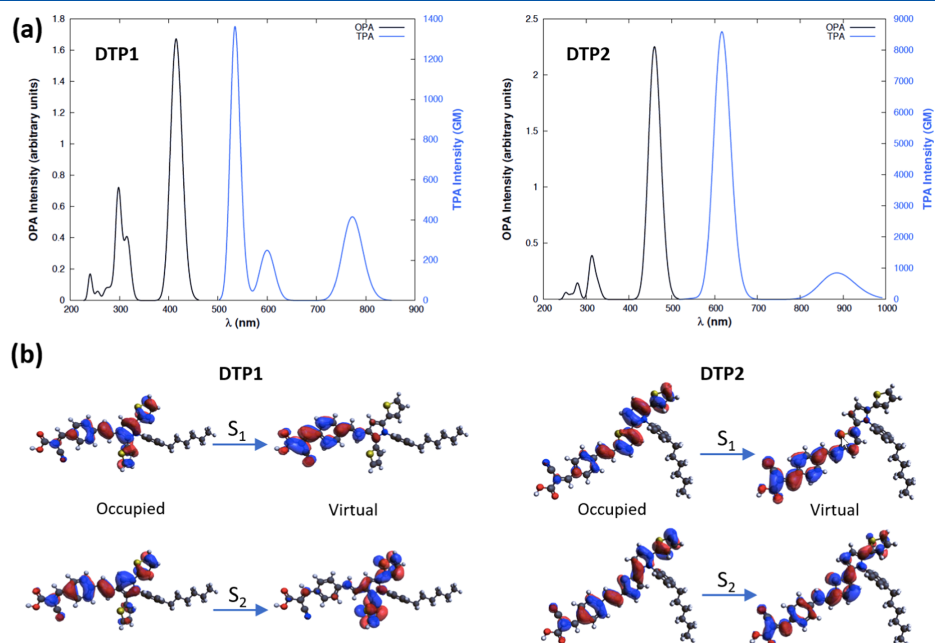 (a)
DTP1
OPA
TPA
OPA Intensity (arbitrary units)
0
0.2
0.4
0.6
0.8
1
1.2
1.4
1.6
1.8
TPA Intensity (GM)
0
200
400
600
800
1000
1200
1400
200 300 400 500 600 700 800 900
λ (nm)
DTP2
OPA
TPA
OPA Intensity (arbitrary units)
0
0.5
1
1.5
2
2.5
TPA Intensity (GM)
0
1000
2000
3000
4000
5000
6000
7000
8000
9000
200 300 400 500 600 700 800 900 1000
λ (nm)
(b)
DTP1 DTP2
S1 S1
Occupied Virtual Occupied Virtual
S2 S2